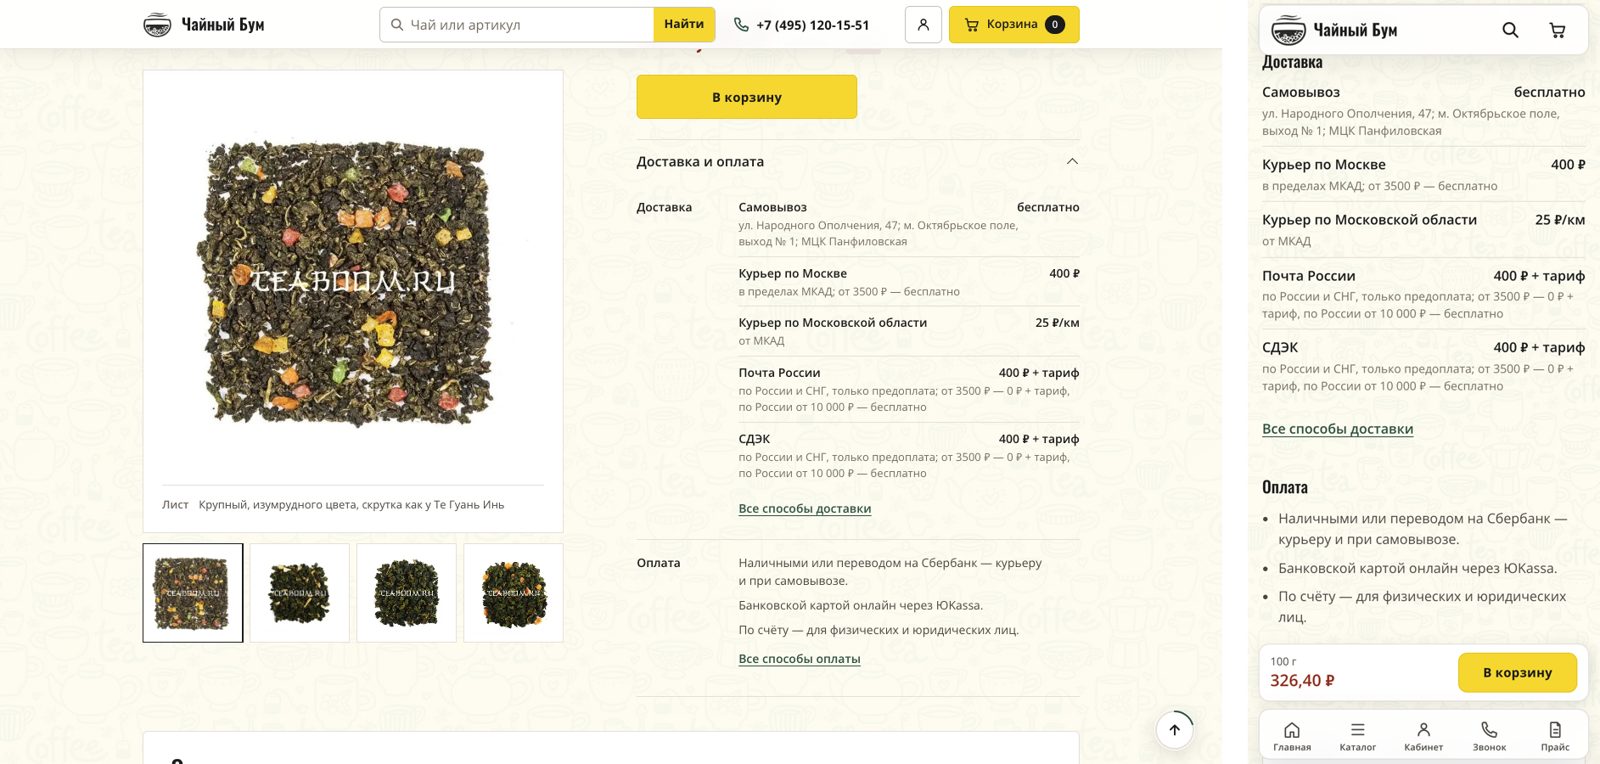 Чайный Бум
Чай или артикул
Найти
+7 (495) 120-15-51
Корзина 0
В корзину
TEABOOM.RU
Лист Крупный, изумрудного цвета, скрутка как у Те Гуань Инь
TEABOOM.RU
TEABOOM.RU
TEABOOM.RU
TEABOOM.RU
Доставка и оплата
Доставка
Самовывоз бесплатно
ул. Народного Ополчения, 47; м. Октябрьское поле,
выход № 1; МЦК Панфиловская
Курьер по Москве 400 ₽
в пределах МКАД; от 3500 ₽ — бесплатно
Курьер по Московской области 25 ₽/км
от МКАД
Почта России 400 ₽ + тариф
по России и СНГ, только предоплата; от 3500 ₽ — 0 ₽ + тариф,
по России от 10 000 ₽ — бесплатно
СДЭК 400 ₽ + тариф
по России и СНГ, только предоплата; от 3500 ₽ — 0 ₽ + тариф,
по России от 10 000 ₽ — бесплатно
Все способы доставки
Оплата
Наличными или переводом на Сбербанк — курьеру
и при самовывозе.
Банковской картой онлайн через ЮKassa.
По счёту — для физических и юридических лиц.
Все способы оплаты
Чайный Бум
Доставка
Самовывоз бесплатно
ул. Народного Ополчения, 47; м. Октябрьское поле,
выход № 1; МЦК Панфиловская
Курьер по Москве 400 ₽
в пределах МКАД; от 3500 ₽ — бесплатно
Курьер по Московской области 25 ₽/км
от МКАД
Почта России 400 ₽ + тариф
по России и СНГ, только предоплата; от 3500 ₽ — 0 ₽ +
тариф, по России от 10 000 ₽ — бесплатно
СДЭК 400 ₽ + тариф
по России и СНГ, только предоплата; от 3500 ₽ — 0 ₽ +
тариф, по России от 10 000 ₽ — бесплатно
Все способы доставки
Оплата
Наличными или переводом на Сбербанк —
курьеру и при самовывозе.
Банковской картой онлайн через ЮKassa.
По счёту — для физических и юридических
лиц.
100 г
326,40 ₽
В корзину
Главная
Каталог
Кабинет
Звонок
Прайс